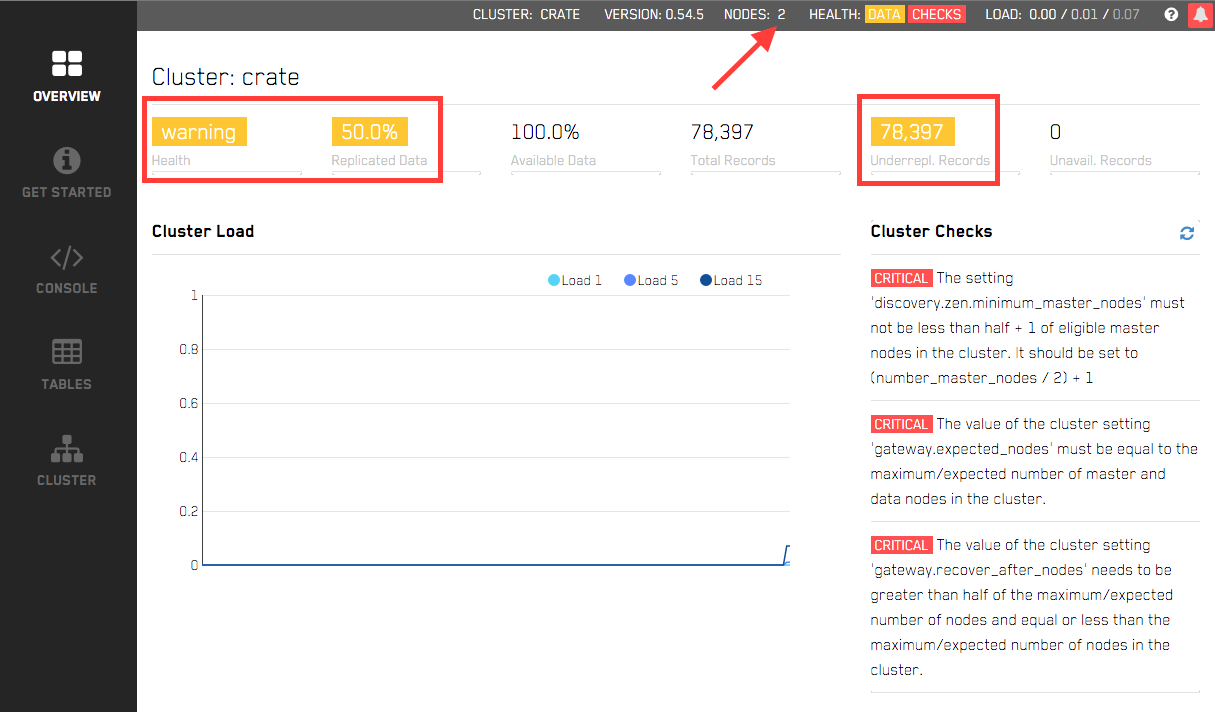 CLUSTER: CRATE VERSION: 0.54.5 NODES: 2 HEALTH: DATA CHECKS LOAD: 0.00 / 0.01 / 0.07 ?
OVERVIEW
GET STARTED
CONSOLE
TABLES
CLUSTER
Cluster: crate
warning 50.0% 100.0% 78,397 78,397 0
Health Replicated Data Available Data Total Records Underrepl. Records Unavail. Records
Cluster Load
Load 1 Load 5 Load 15
1
0.8
0.6
0.4
0.2
0
Cluster Checks
CRITICAL The setting
'discovery.zen.minimum_master_nodes' must
not be less than half + 1 of eligible master
nodes in the cluster. It should be set to
(number_master_nodes / 2) + 1
CRITICAL The value of the cluster setting
'gateway.expected_nodes' must be equal to the
maximum/expected number of master and
data nodes in the cluster.
CRITICAL The value of the cluster setting
'gateway.recover_after_nodes' needs to be
greater than half of the maximum/expected
number of nodes and equal or less than the
maximum/expected number of nodes in the
cluster.